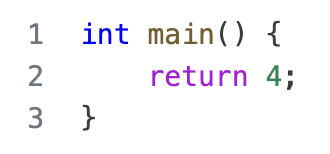 1 int main() {
2     return 4;
3 }